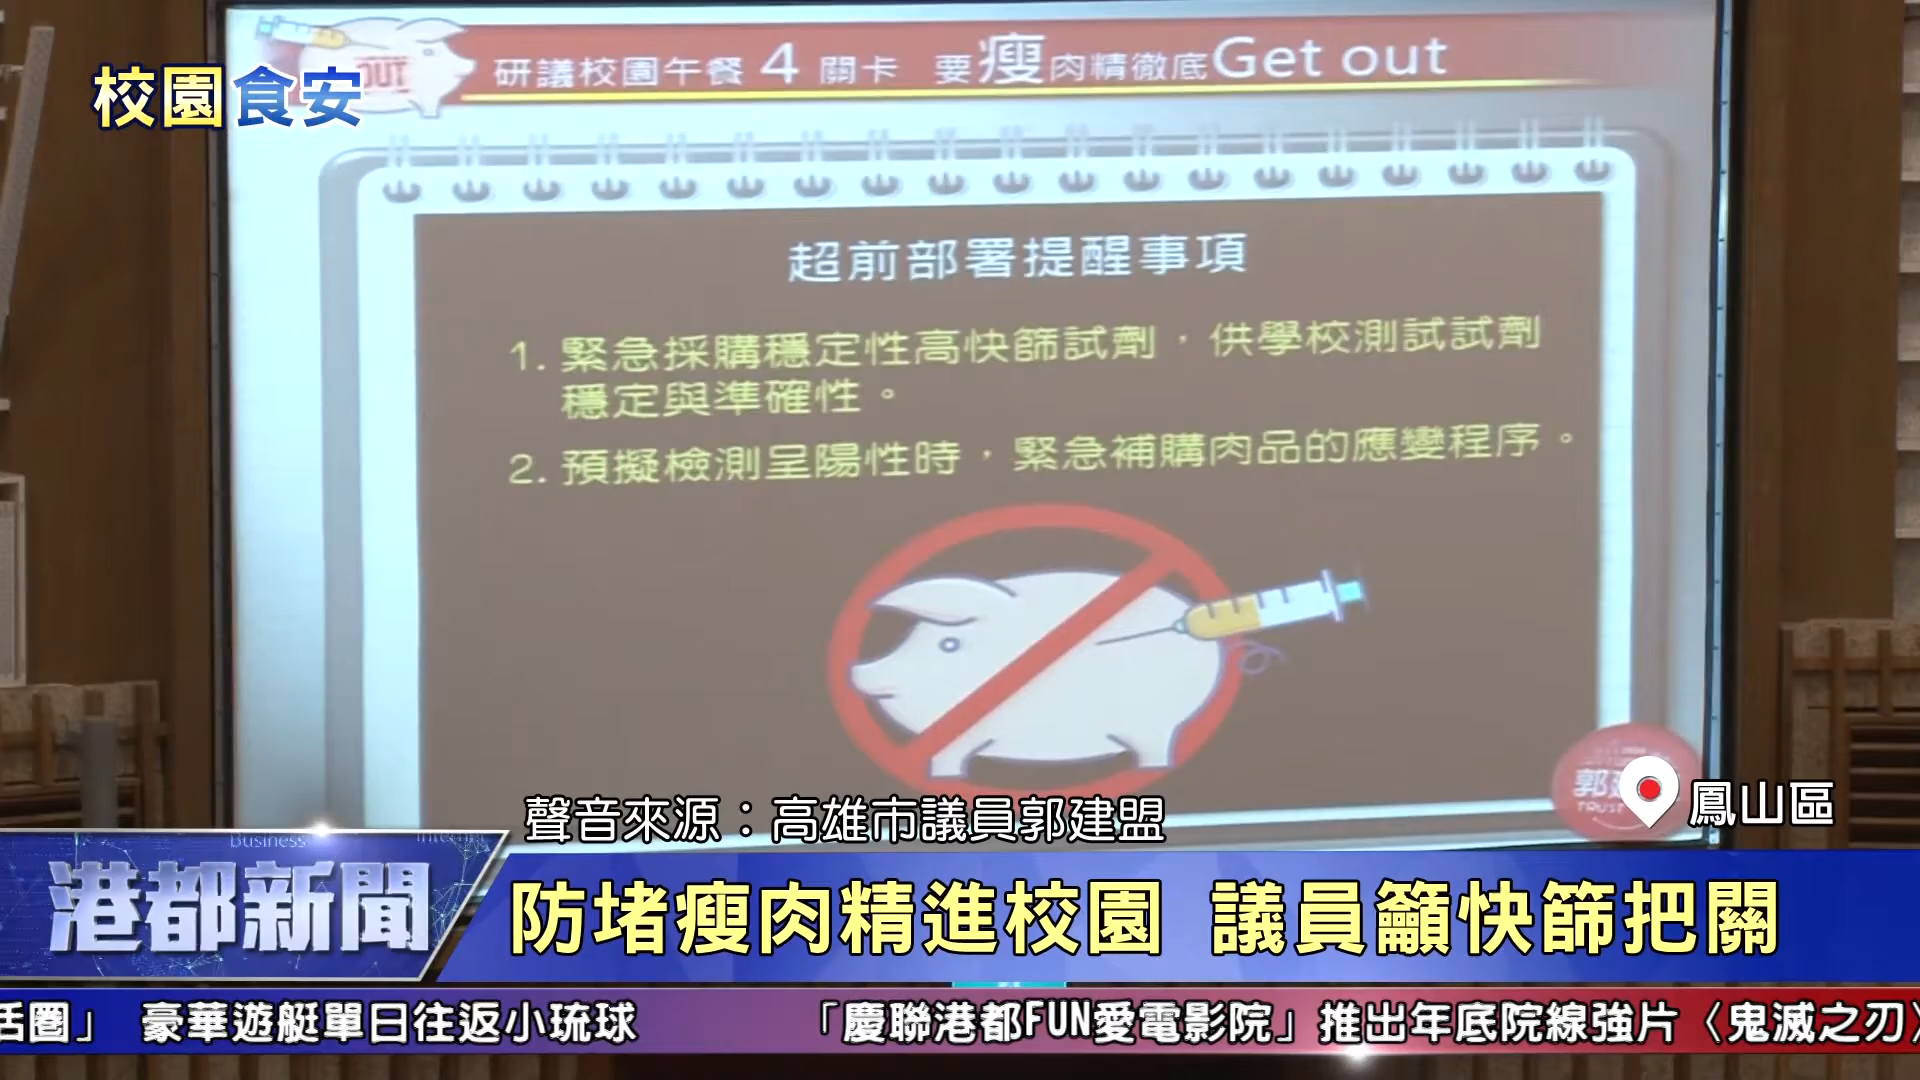 校園食安
OUT
研議校園午餐 4 關卡 要瘦肉精徹底Get out
超前部署提醒事項
1. 緊急採購穩定性高快篩試劑，供學校測試試劑
穩定與準確性。
2. 預擬檢測呈陽性時，緊急補購肉品的應變程序。
郭
TRUST
鳳山區
聲音來源：高雄市議員郭建盟
Business
Internet
港都新聞
防堵瘦肉精進校園 議員籲快篩把關
活圈」 豪華遊艇單日往返小琉球 「慶聯港都FUN愛電影院」推出年底院線強片〈鬼滅之刃〉